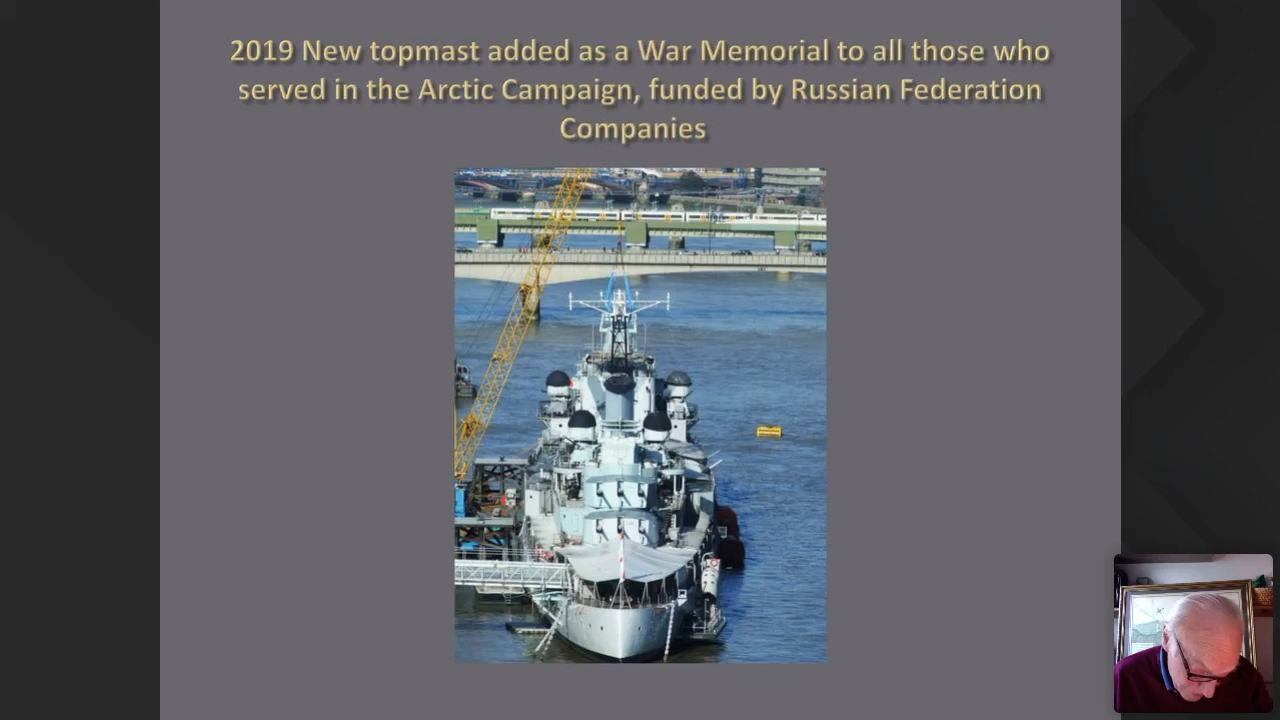 2019 New topmast added as a War Memorial to all those who
served in the Arctic Campaign, funded by Russian Federation
Companies